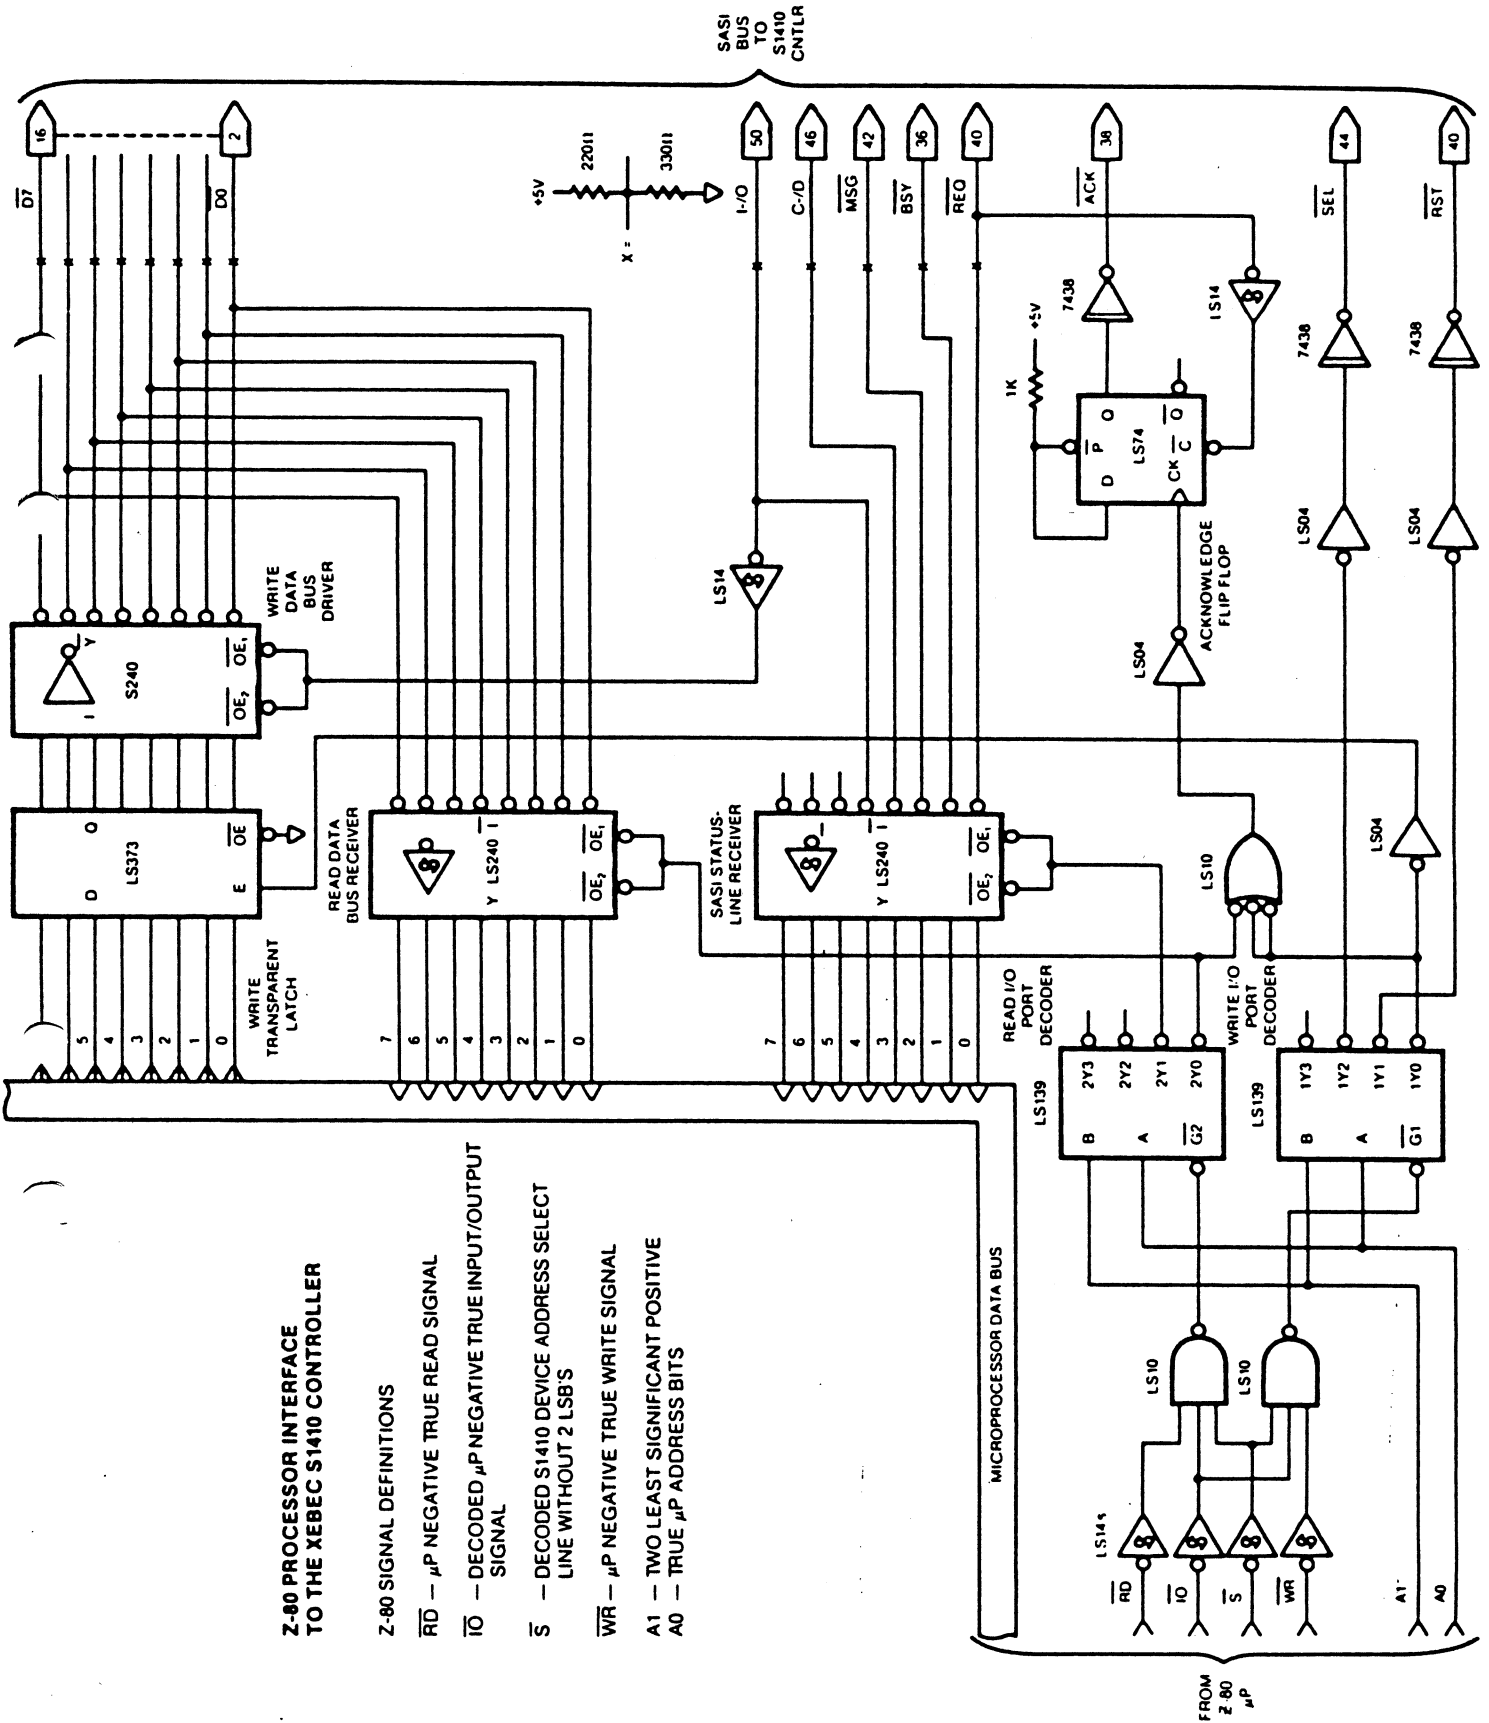 Z-80 PROCESSOR INTERFACE
TO THE XEBEC S1410 CONTROLLER
Z-80 SIGNAL DEFINITIONS
RD — µP NEGATIVE TRUE READ SIGNAL
IO — DECODED µP NEGATIVE TRUE INPUT/OUTPUT
SIGNAL
S — DECODED S1410 DEVICE ADDRESS SELECT
LINE WITHOUT 2 LSB'S
WR — µP NEGATIVE TRUE WRITE SIGNAL
A1 — TWO LEAST SIGNIFICANT POSITIVE
A0 — TRUE µP ADDRESS BITS
FROM
Z-80
µP
RD
IO
S
WR
A1
A0
LS14s
LS10
LS10
MICROPROCESSOR DATA BUS
LS139
B
A
G2
2Y3
2Y2
2Y1
2Y0
READ I/O
PORT
DECODER
LS139
B
A
G1
1Y3
1Y2
1Y1
1Y0
WRITE I/O
PORT
DECODER
5
4
3
2
1
0
WRITE
TRANSPARENT
LATCH
D
Q
LS373
E
OE
I
Y
S240
OE2
OE1
WRITE
DATA
BUS
DRIVER
7
6
5
4
3
2
1
0
READ DATA
BUS RECEIVER
Y
LS240
I
OE2
OE1
7
6
5
4
3
2
1
0
SASI STATUS-
LINE RECEIVER
Y
LS240
I
OE2
OE1
LS10
LS04
LS04
ACKNOWLEDGE
FLIP FLOP
LS14
LS04
LS04
D
P
Q
LS74
CK
C
Q
1K
+5V
7438
LS14
7438
7438
X =
+5V
220Ω
330Ω
D7
D0
I-/O
C-/D
MSG
BSY
REQ
ACK
SEL
RST
16
2
50
46
42
36
40
38
44
40
SASI
BUS
TO
S1410
CNTLR